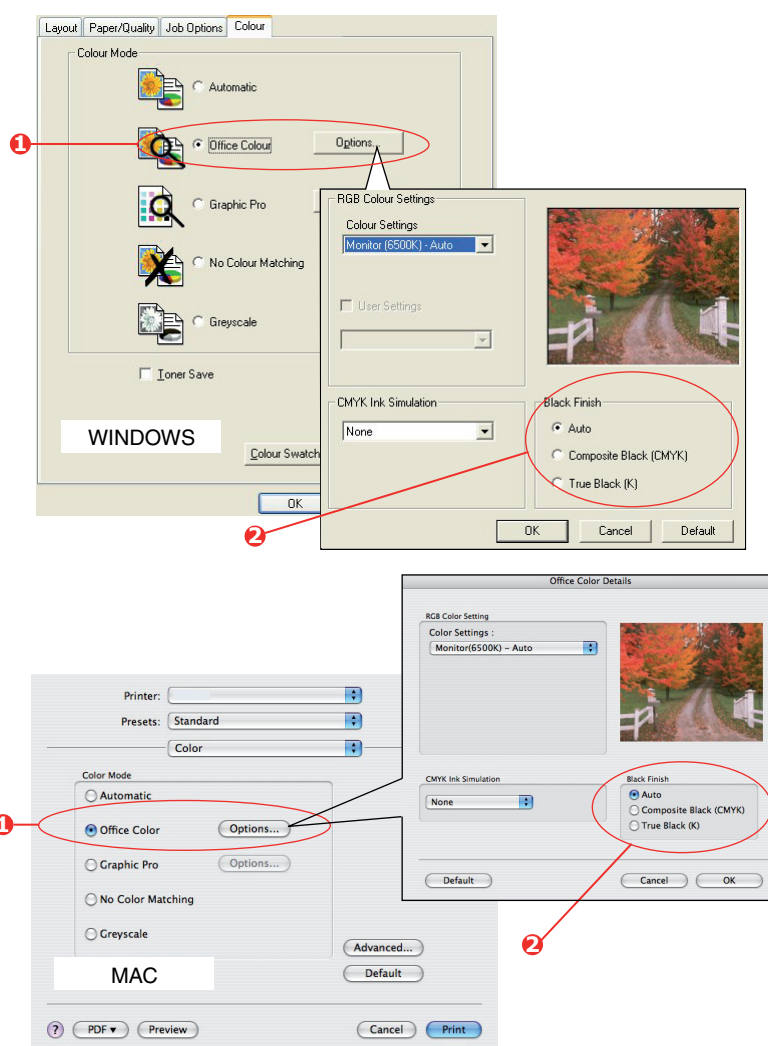 Layout Paper/Quality Job Options Colour
Colour Mode
Automatic
1
Office Colour Options...
Graphic Pro
No Colour Matching
Greyscale
Toner Save
WINDOWS
Colour Swatch
OK
RGB Colour Settings
Colour Settings
Monitor (6500K) - Auto
User Settings
CMYK Ink Simulation
None
Black Finish
Auto
Composite Black (CMYK)
True Black (K)
2
OK Cancel Default
Office Color Details
RGB Color Setting
Color Settings :
Monitor(6500K) – Auto
CMYK Ink Simulation
None
Black Finish
Auto
Composite Black (CMYK)
True Black (K)
Default Cancel OK
2
Printer:
Presets: Standard
Color
Color Mode
Automatic
1
Office Color Options...
Graphic Pro Options...
No Color Matching
Greyscale
Advanced...
MAC
Default
? PDF Preview Cancel Print